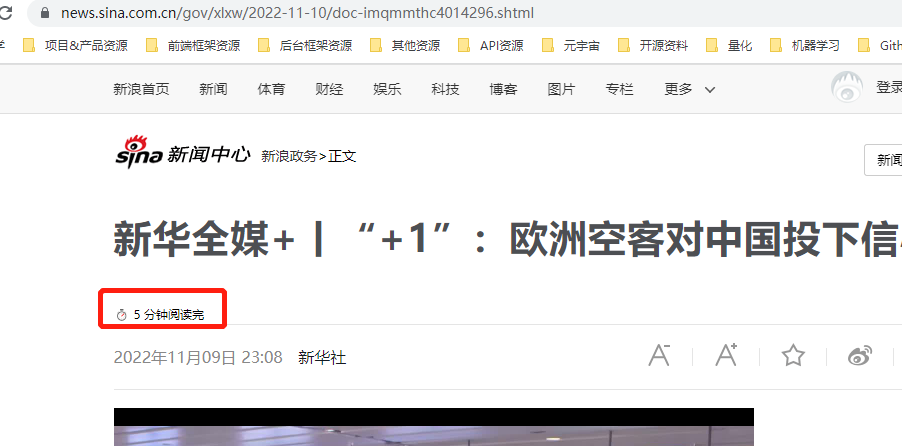 news.sina.com.cn/gov/xlxw/2022-11-10/doc-imqmmthc4014296.shtml
项目&产品资源 前端框架资源 后台框架资源 其他资源 API资源 元宇宙 开源资料 量化 机器学习 Gith
新浪首页 新闻 体育 财经 娱乐 科技 博客 图片 专栏 更多 登录
sina 新闻中心 新浪政务>正文
新闻
新华全媒+丨“+1”：欧洲空客对中国投下信
5 分钟阅读完
2022年11月09日 23:08 新华社
A- A+